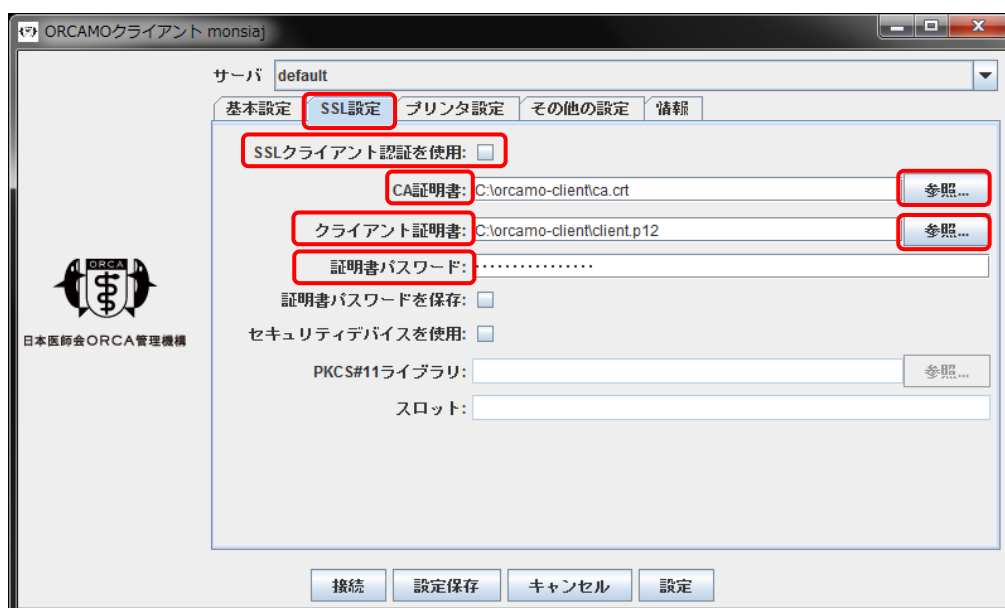 ORCAMOクライアント monsiaj
サーバ default
基本設定 SSL設定 プリンタ設定 その他の設定 情報
SSLクライアント認証を使用:
CA証明書: C:\orcamo-client\ca.crt 参照...
クライアント証明書: C:\orcamo-client\client.p12 参照...
証明書パスワード: ················
証明書パスワードを保存:
セキュリティデバイスを使用:
PKCS#11ライブラリ: 参照...
スロット:
ORCA
日本医師会ORCA管理機構
接続 設定保存 キャンセル 設定